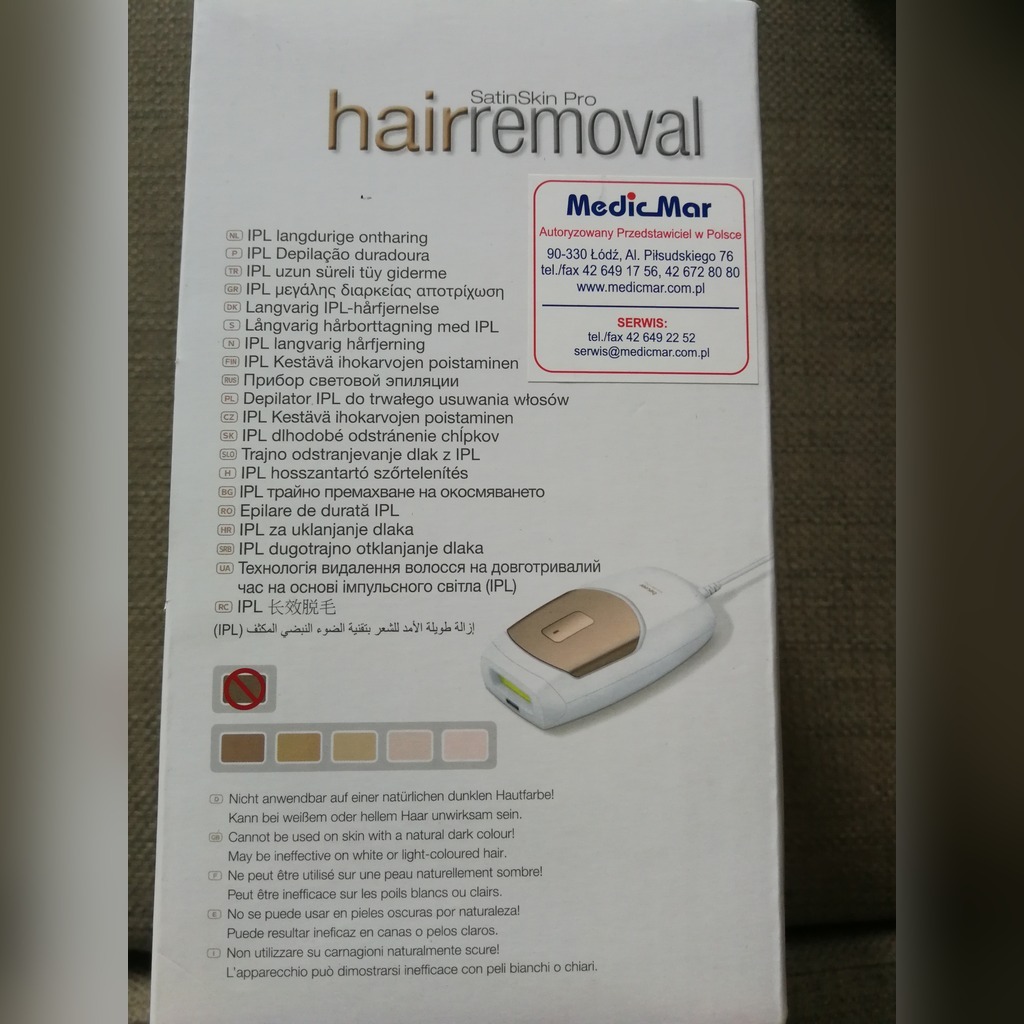 SatinSkin Pro
hairremoval
MedicMar
Autoryzowany Przedstawiciel w Polsce
90-330 Łódź, Al. Piłsudskiego 76
tel./fax 42 649 17 56, 42 672 80 80
www.medicmar.com.pl
SERWIS:
tel./fax 42 649 22 52
serwis@medicmar.com.pl
NL IPL langdurige ontharing
P IPL Depilação duradoura
TR IPL uzun süreli tüy giderme
GR IPL μεγάλης διαρκείας αποτρίχωση
DK Langvarig IPL-hårfjernelse
S Långvarig hårborttagning med IPL
N IPL langvarig hårfjerning
FIN IPL Kestävä ihokarvojen poistaminen
RUS Прибор световой эпиляции
PL Depilator IPL do trwałego usuwania włosów
CZ IPL Kestävä ihokarvojen poistaminen
SK IPL dlhodobé odstránenie chĺpkov
SLO Trajno odstranjevanje dlak z IPL
H IPL hosszantartó szőrtelenítés
BG IPL трайно премахване на окосмяването
RO Epilare de durată IPL
HR IPL za uklanjanje dlaka
SRB IPL dugotrajno otklanjanje dlaka
UA Технологія видалення волосся на довготривалий
час на основі імпульсного світла (IPL)
RC IPL 长效脱毛
إزالة طويلة الأمد للشعر بتقنية الضوء النبضي المكثف (IPL)
D Nicht anwendbar auf einer natürlichen dunklen Hautfarbe!
Kann bei weißem oder hellem Haar unwirksam sein.
GB Cannot be used on skin with a natural dark colour!
May be ineffective on white or light-coloured hair.
F Ne peut être utilisé sur une peau naturellement sombre!
Peut être inefficace sur les poils blancs ou clairs.
E No se puede usar en pieles oscuras por naturaleza!
Puede resultar ineficaz en canas o pelos claros.
I Non utilizzare su carnagioni naturalmente scure!
L'apparecchio può dimostrarsi inefficace con peli bianchi o chiari.